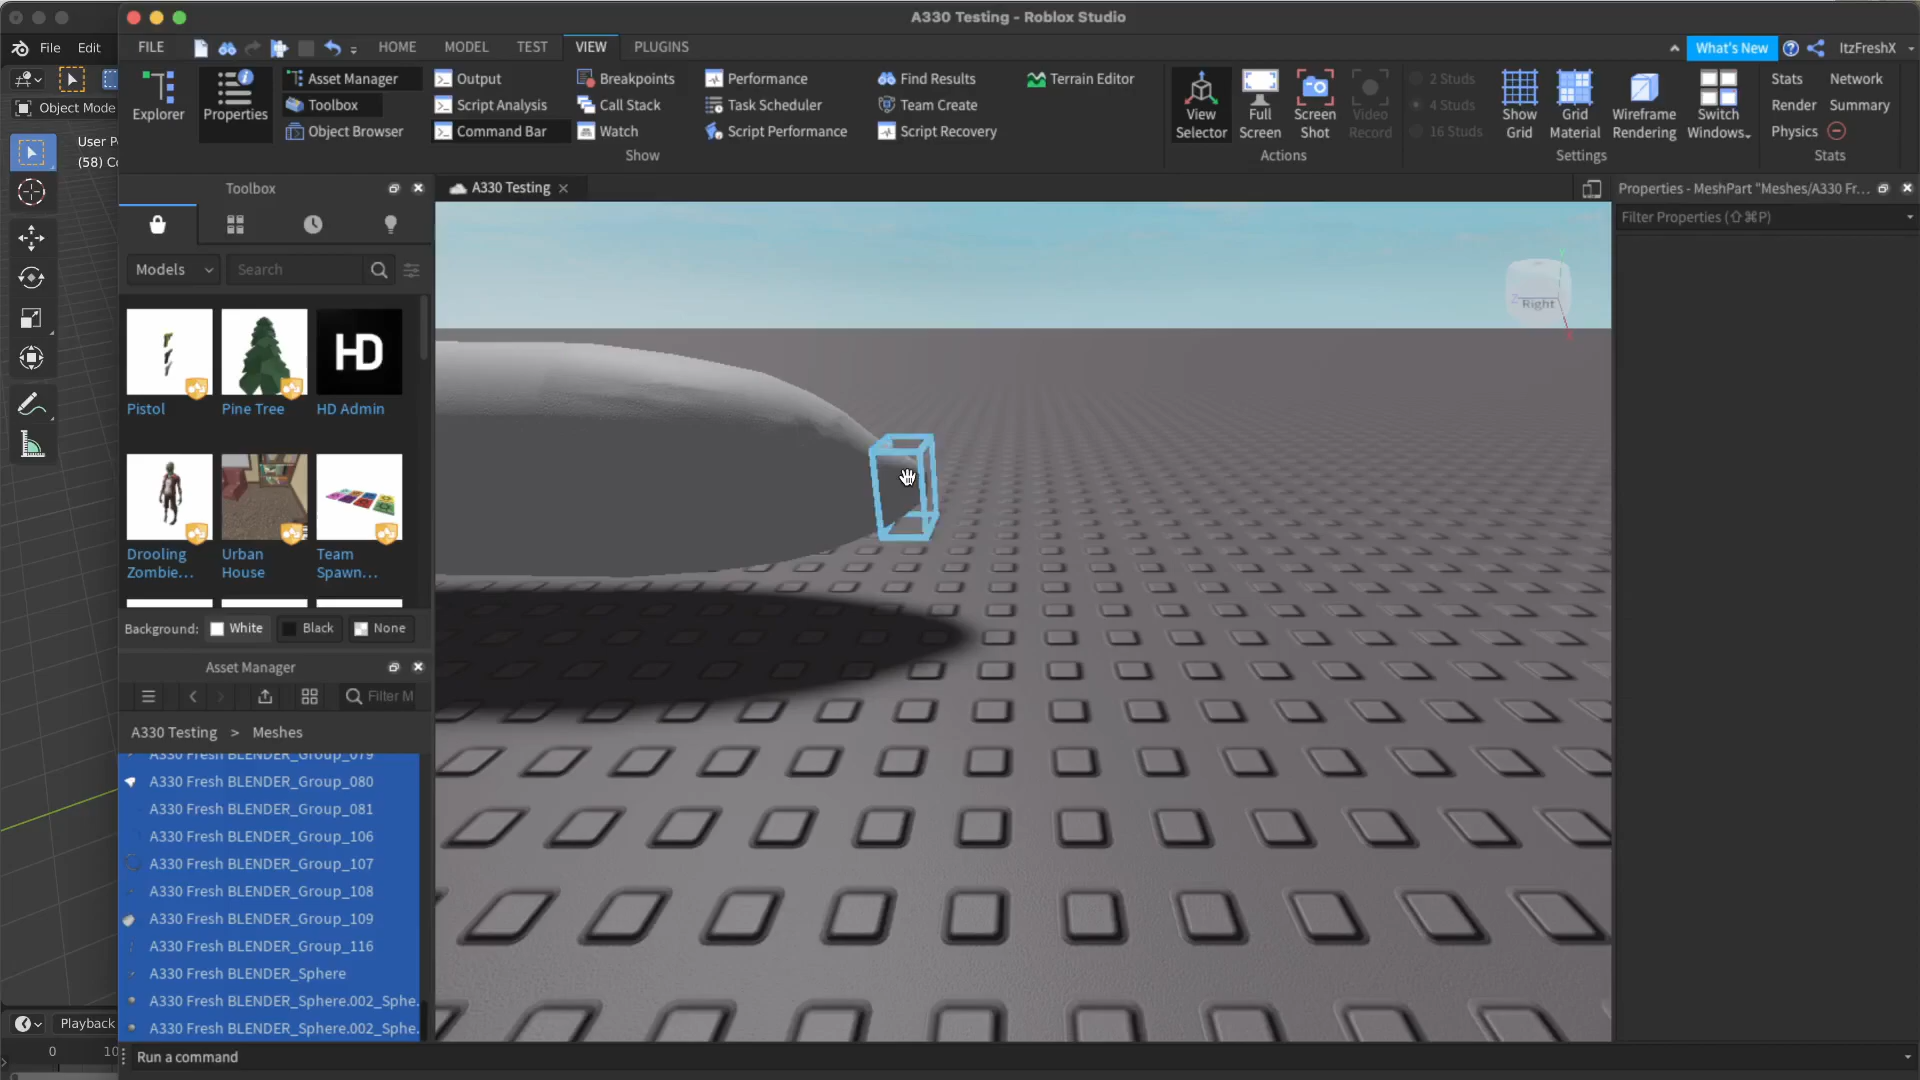 File Edit
Object Mode
User P
(58) Co
Playback
0 10
A330 Testing - Roblox Studio
FILE HOME MODEL TEST VIEW PLUGINS
What's New ItzFreshX
Explorer
Properties
Asset Manager
Toolbox
Object Browser
Output
Script Analysis
Command Bar
Breakpoints
Call Stack
Watch
Performance
Task Scheduler
Script Performance
Find Results
Team Create
Script Recovery
Terrain Editor
Show
View
Selector
Full
Screen
Screen
Shot
Video
Record
Actions
2 Studs
4 Studs
16 Studs
Show
Grid
Grid
Material
Wireframe
Rendering
Switch
Windows
Settings
Stats Network
Render Summary
Physics
Stats
Toolbox
Models Search
Pistol Pine Tree HD Admin
HD
Drooling
Zombie...
Urban
House
Team
Spawn...
Background: White Black None
Asset Manager
Filter M
A330 Testing > Meshes
A330 Fresh BLENDER_Group_079
A330 Fresh BLENDER_Group_080
A330 Fresh BLENDER_Group_081
A330 Fresh BLENDER_Group_106
A330 Fresh BLENDER_Group_107
A330 Fresh BLENDER_Group_108
A330 Fresh BLENDER_Group_109
A330 Fresh BLENDER_Group_116
A330 Fresh BLENDER_Sphere
A330 Fresh BLENDER_Sphere.002_Sphe...
A330 Fresh BLENDER_Sphere.002_Sphe...
Run a command
A330 Testing
Right
Z
Properties - MeshPart "Meshes/A330 Fr...
Filter Properties (⇧⌘P)